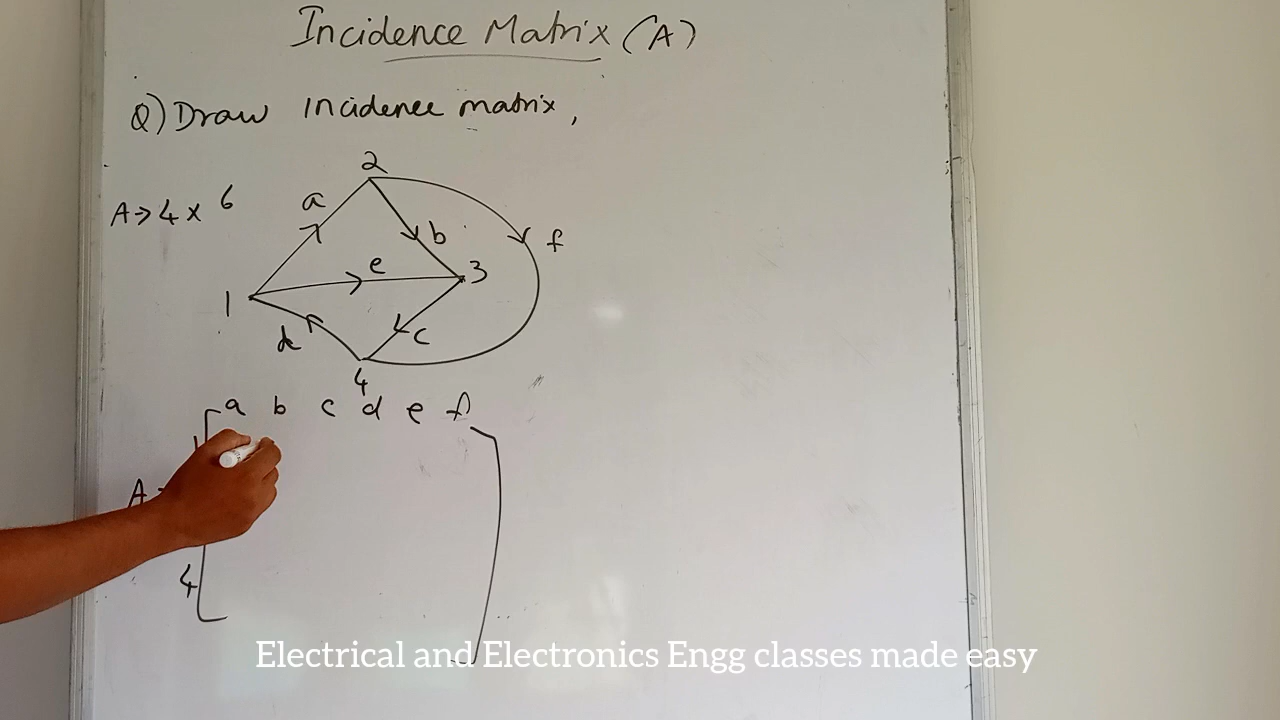 Incidence Matrix (A)
Q) Draw incidence matrix,
A → 4 x 6
2
a
b
f
e
3
1
c
d
4
a b c d e f
1
A
4
Electrical and Electronics Engg classes made easy